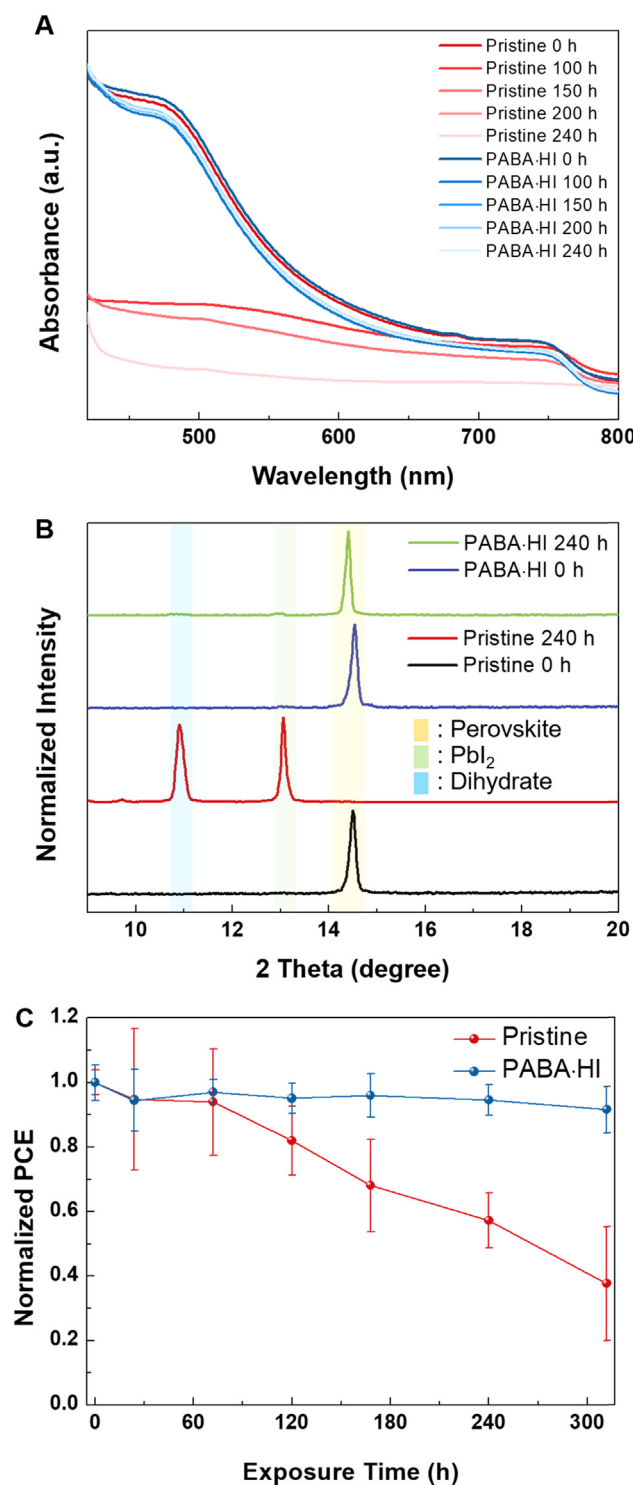 A
Absorbance (a.u.)
Pristine 0 h
Pristine 100 h
Pristine 150 h
Pristine 200 h
Pristine 240 h
PABA·HI 0 h
PABA·HI 100 h
PABA·HI 150 h
PABA·HI 200 h
PABA·HI 240 h
500 600 700 800
Wavelength (nm)
B
Normalized Intensity
PABA·HI 240 h
PABA·HI 0 h
Pristine 240 h
Pristine 0 h
: Perovskite
: PbI₂
: Dihydrate
10 12 14 16 18 20
2 Theta (degree)
C
Normalized PCE
1.2
1.0
0.8
0.6
0.4
0.2
0.0
Pristine
PABA·HI
0 60 120 180 240 300
Exposure Time (h)